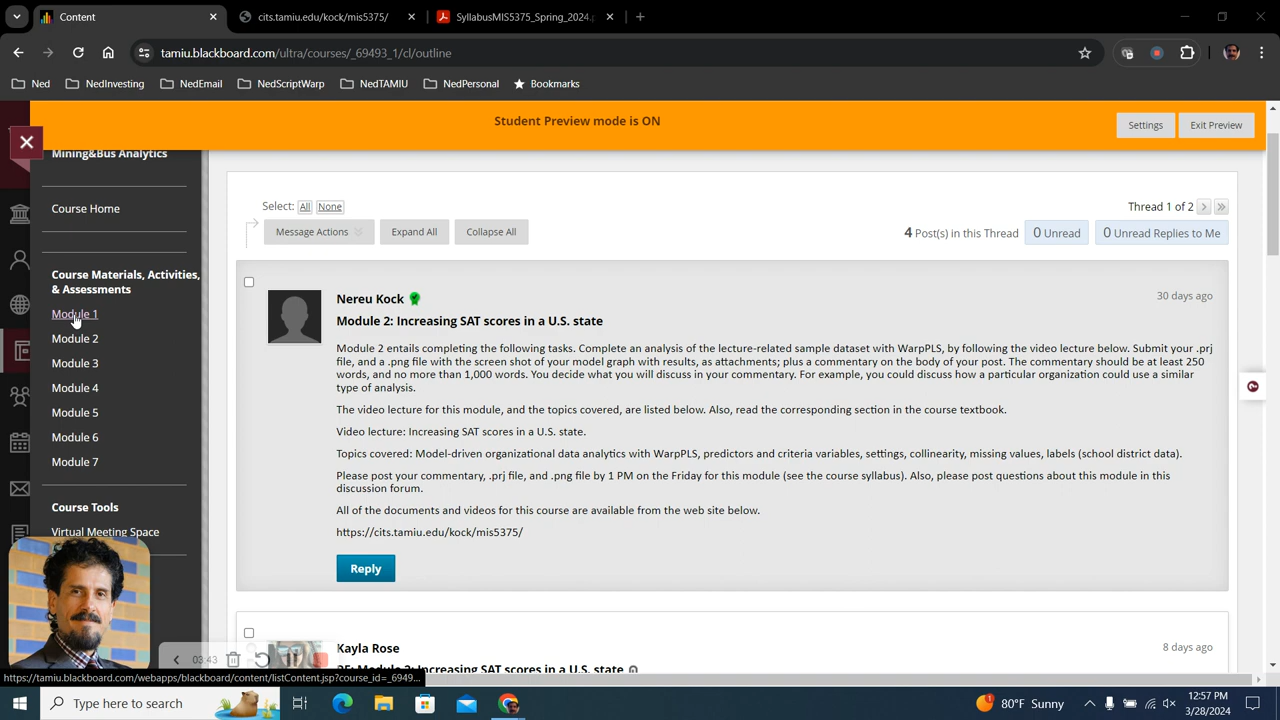 Content
cits.tamiu.edu/kock/mis5375/
SyllabusMIS5375_Spring_2024.p
tamiu.blackboard.com/ultra/courses/_69493_1/cl/outline
Ned
NedInvesting
NedEmail
NedScriptWarp
NedTAMIU
NedPersonal
Bookmarks
Student Preview mode is ON
Settings
Exit Preview
Mining&Bus Analytics
Course Home
Course Materials, Activities,
& Assessments
Module 1
Module 2
Module 3
Module 4
Module 5
Module 6
Module 7
Course Tools
Virtual Meeting Space
Select: All None
Thread 1 of 2
Message Actions
Expand All
Collapse All
4 Post(s) in this Thread
0 Unread
0 Unread Replies to Me
Nereu Kock
30 days ago
Module 2: Increasing SAT scores in a U.S. state
Module 2 entails completing the following tasks. Complete an analysis of the lecture-related sample dataset with WarpPLS, by following the video lecture below. Submit your .prj
file, and a .png file with the screen shot of your model graph with results, as attachments; plus a commentary on the body of your post. The commentary should be at least 250
words, and no more than 1,000 words. You decide what you will discuss in your commentary. For example, you could discuss how a particular organization could use a similar
type of analysis.
The video lecture for this module, and the topics covered, are listed below. Also, read the corresponding section in the course textbook.
Video lecture: Increasing SAT scores in a U.S. state.
Topics covered: Model-driven organizational data analytics with WarpPLS, predictors and criteria variables, settings, collinearity, missing values, labels (school district data).
Please post your commentary, .prj file, and .png file by 1 PM on the Friday for this module (see the course syllabus). Also, please post questions about this module in this
discussion forum.
All of the documents and videos for this course are available from the web site below.
https://cits.tamiu.edu/kock/mis5375/
Reply
Kayla Rose
8 days ago
RE: Module 2: Increasing SAT scores in a U.S. state
03:43
https://tamiu.blackboard.com/webapps/blackboard/content/listContent.jsp?course_id=_6949...
Type here to search
80°F Sunny
12:57 PM
3/28/2024